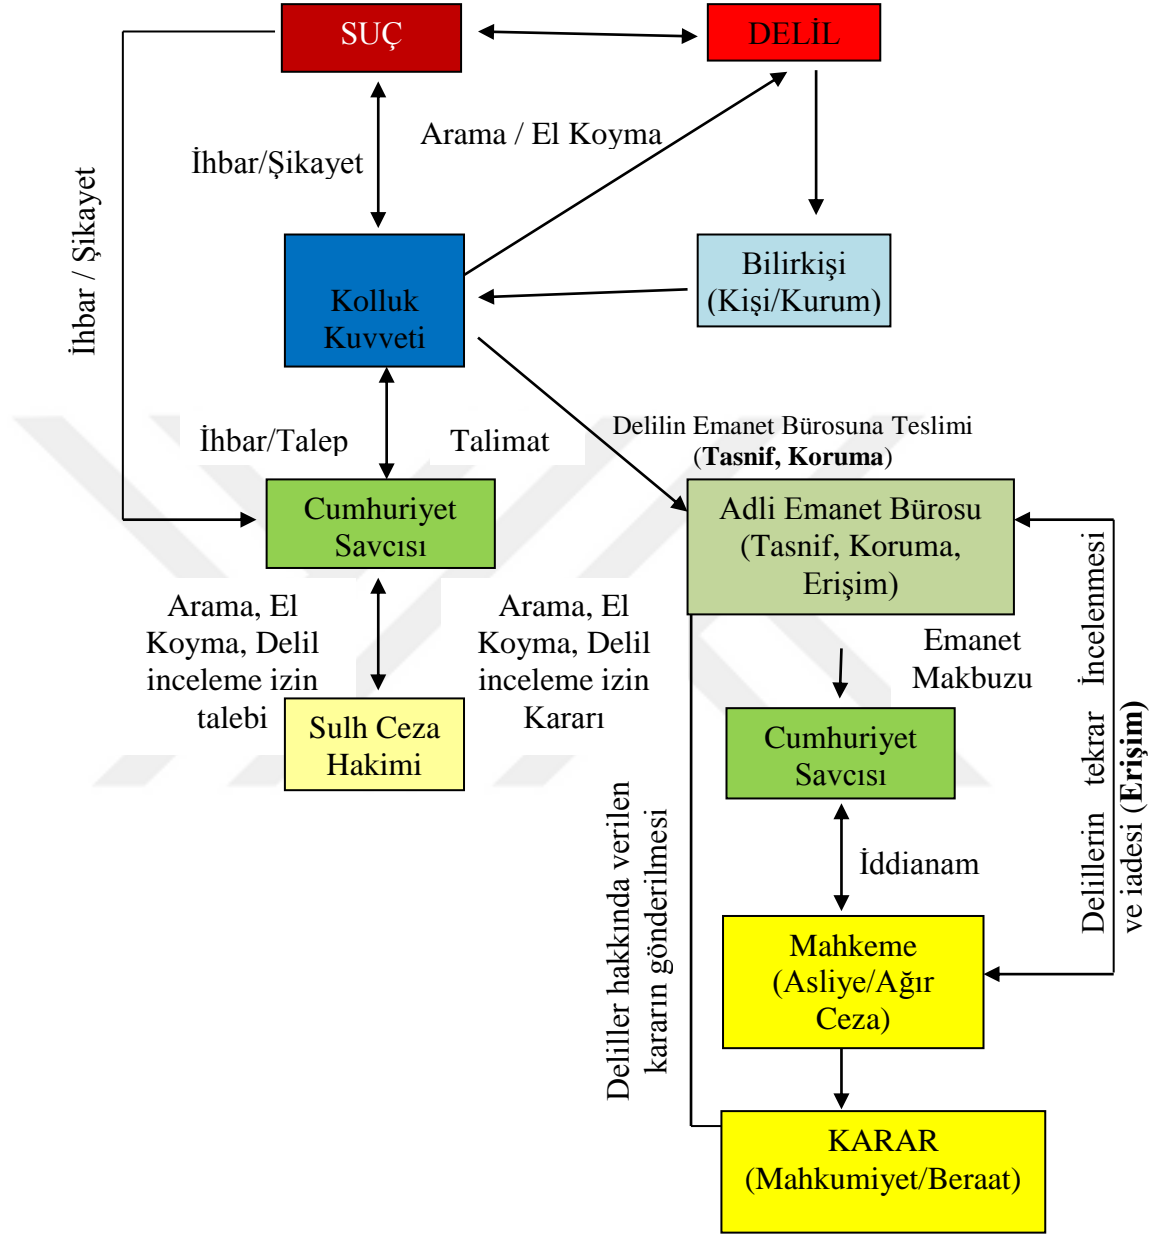 SUÇ
DELİL
Arama / El Koyma
İhbar/Şikayet
İhbar / Şikayet
Kolluk
Kuvveti
Bilirkişi
(Kişi/Kurum)
İhbar/Talep
Talimat
Delilin Emanet Bürosuna Teslimi
(Tasnif, Koruma)
Cumhuriyet
Savcısı
Adli Emanet Bürosu
(Tasnif, Koruma,
Erişim)
Arama, El
Koyma, Delil
inceleme izin
talebi
Arama, El
Koyma, Delil
inceleme izin
Kararı
Sulh Ceza
Hakimi
Emanet
Makbuzu
Cumhuriyet
Savcısı
Delillerin tekrar İncelenmesi
ve iadesi (Erişim)
Deliller hakkında verilen
kararın gönderilmesi
İddianam
Mahkeme
(Asliye/Ağır
Ceza)
KARAR
(Mahkumiyet/Beraat)